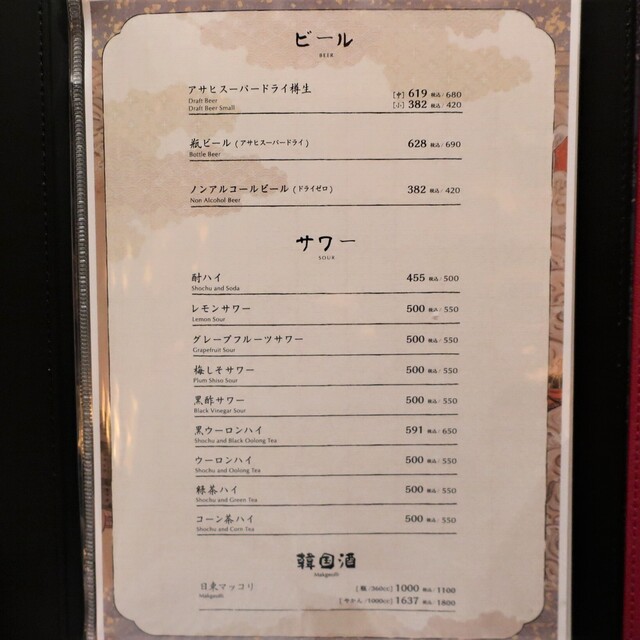 ビール
BEER
アサヒスーパードライ樽生 [中] 619 税込/680
Draft Beer
Draft Beer Small [小] 382 税込/420
瓶ビール (アサヒスーパードライ) 628 税込/690
Bottle Beer
ノンアルコールビール (ドライゼロ) 382 税込/420
Non Alcohol Beer
サワー
SOUR
酎ハイ 455 税込/500
Shochu and Soda
レモンサワー 500 税込/550
Lemon Sour
グレープフルーツサワー 500 税込/550
Grapefruit Sour
梅しそサワー 500 税込/550
Plum Shiso Sour
黒酢サワー 500 税込/550
Black Vinegar Sour
黒ウーロンハイ 591 税込/650
Shochu and Black Oolong Tea
ウーロンハイ 500 税込/550
Shochu and Oolong Tea
緑茶ハイ 500 税込/550
Shochu and Green Tea
コーン茶ハイ 500 税込/550
Shochu and Corn Tea
韓国酒
Makgeolli
日東マッコリ [瓶/360cc] 1000 税込/1100
Makgeolli [やかん/1000cc] 1637 税込/1800